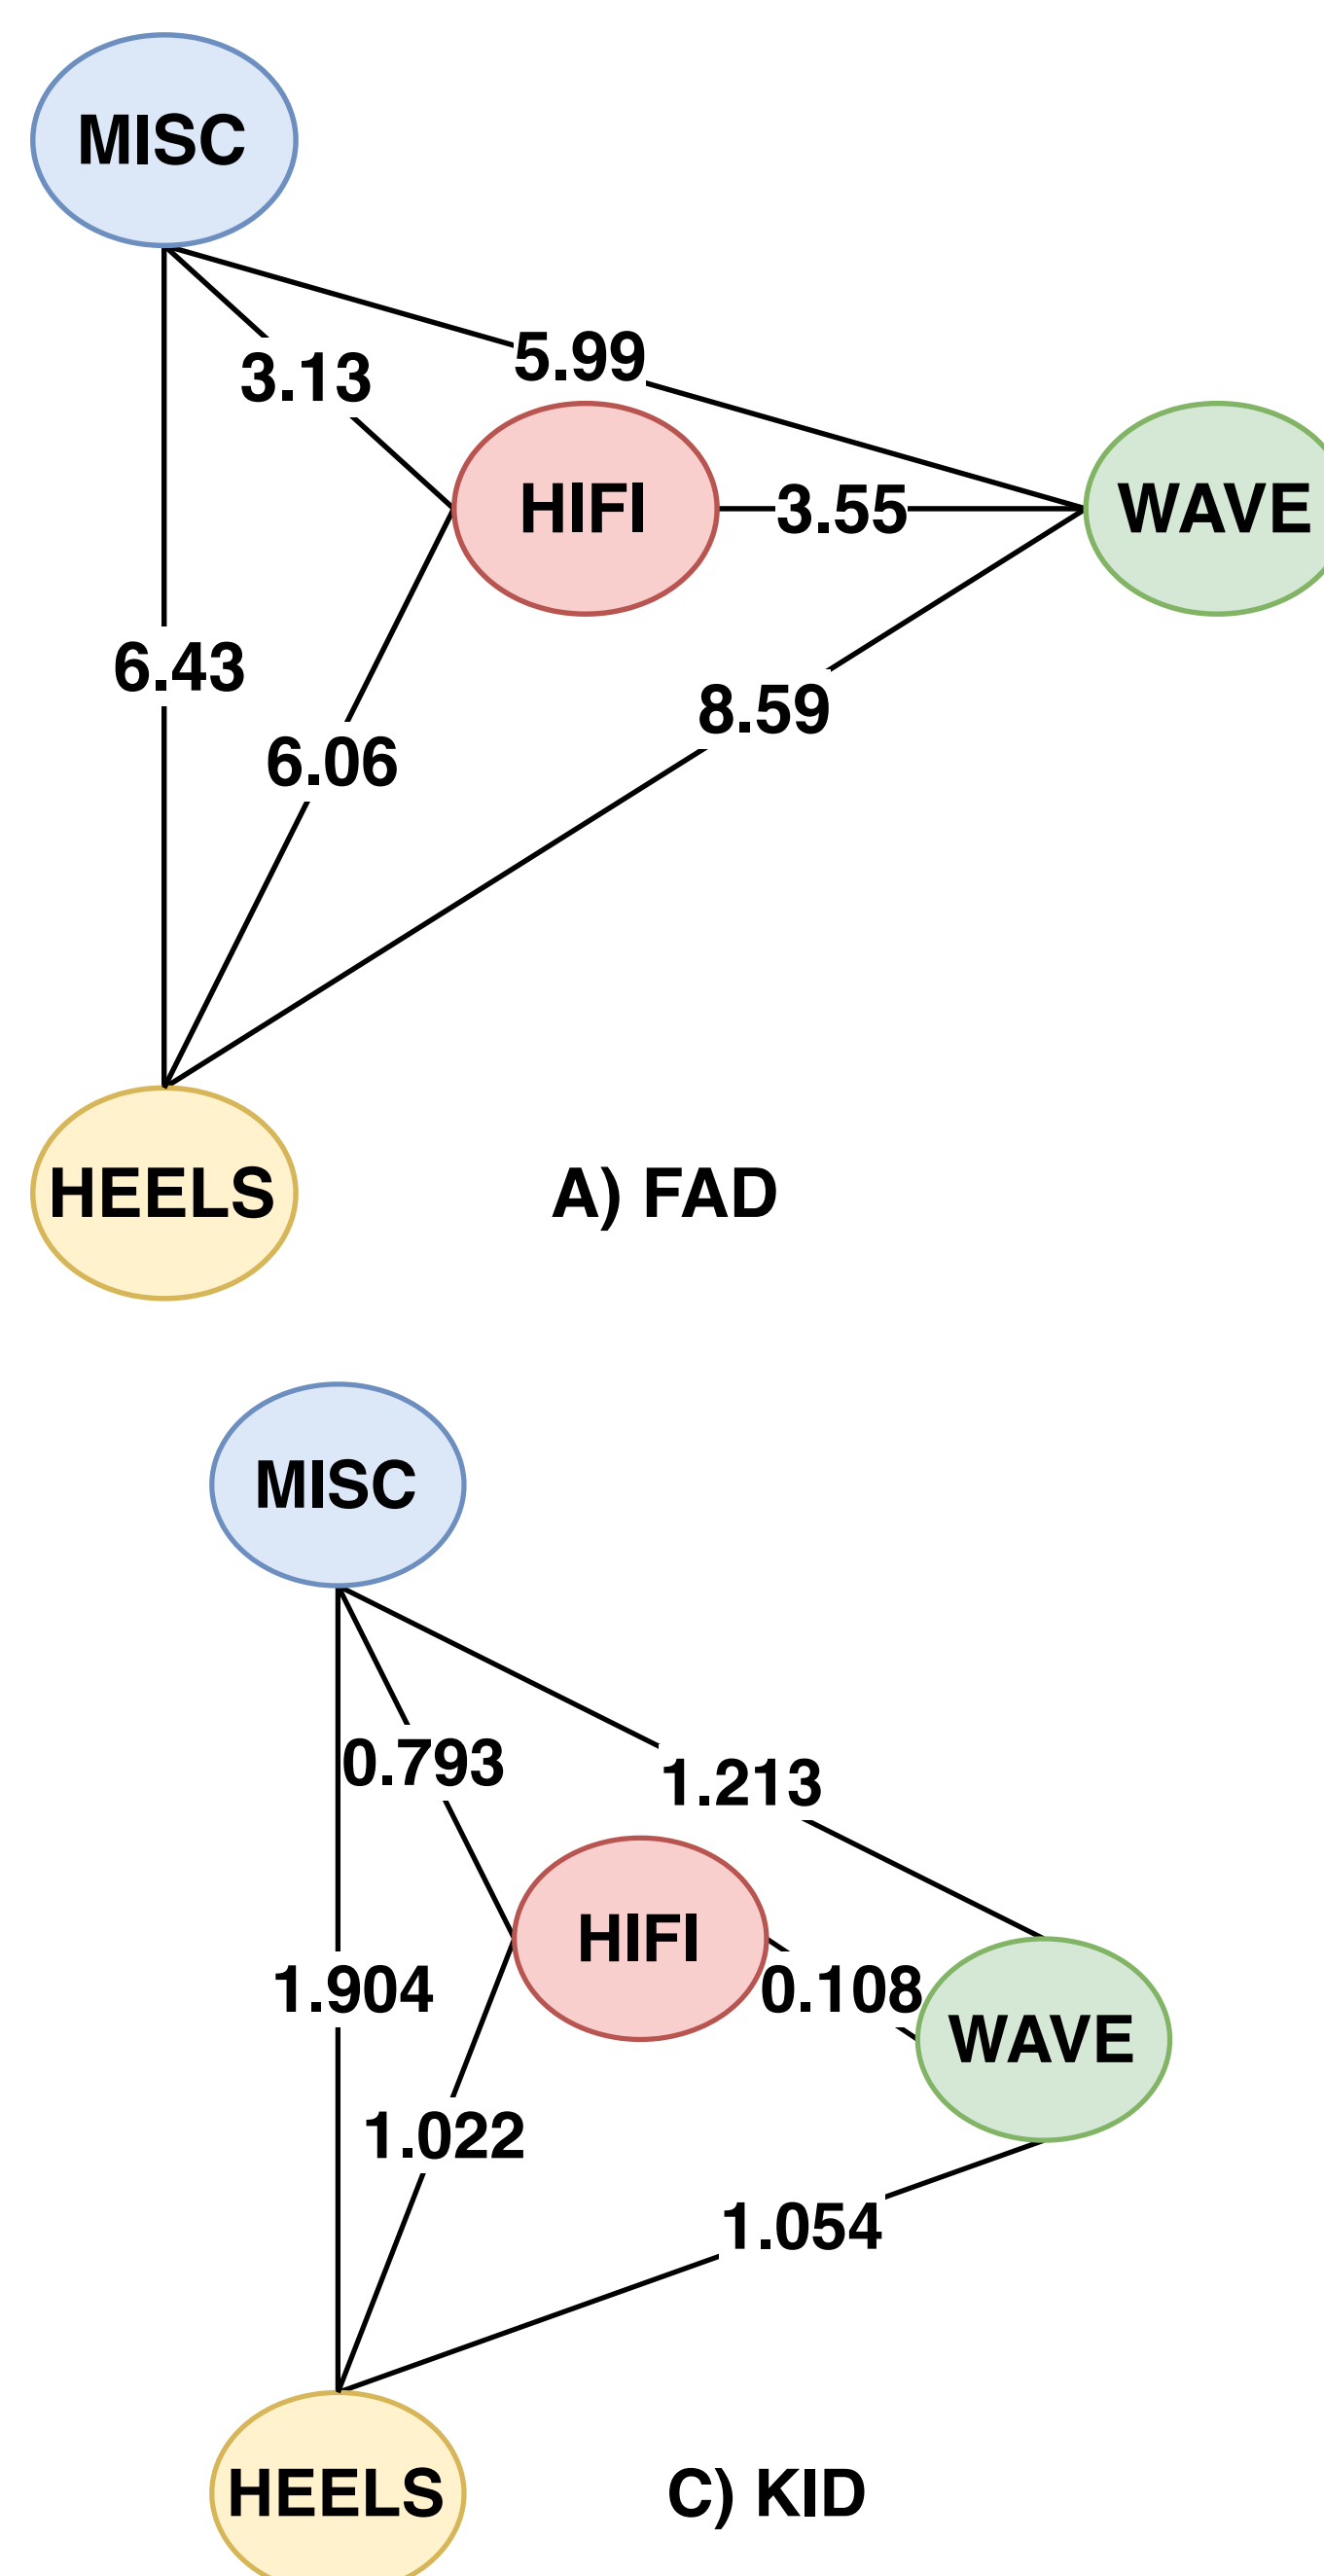 MISC
5.99
3.13
HIFI
3.55
WAVE
6.43
8.59
6.06
HEELS
A) FAD
MISC
0.793
1.213
HIFI
0.108
1.904
WAVE
1.022
1.054
HEELS
C) KID